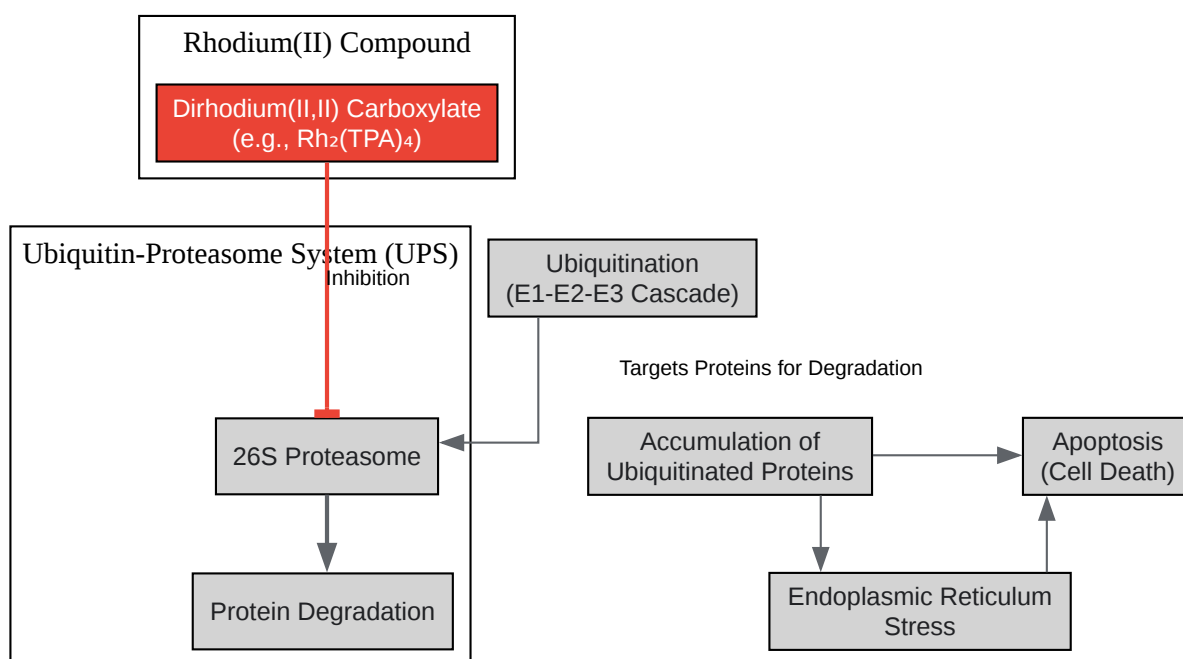 Rhodium(II) Compound
Dirhodium(II,II) Carboxylate
(e.g., Rh₂(TPA)₄)
Ubiquitin-Proteasome System (UPS)
Inhibition
Ubiquitination
(E1-E2-E3 Cascade)
Targets Proteins for Degradation
26S Proteasome
Accumulation of
Ubiquitinated Proteins
Apoptosis
(Cell Death)
Protein Degradation
Endoplasmic Reticulum
Stress